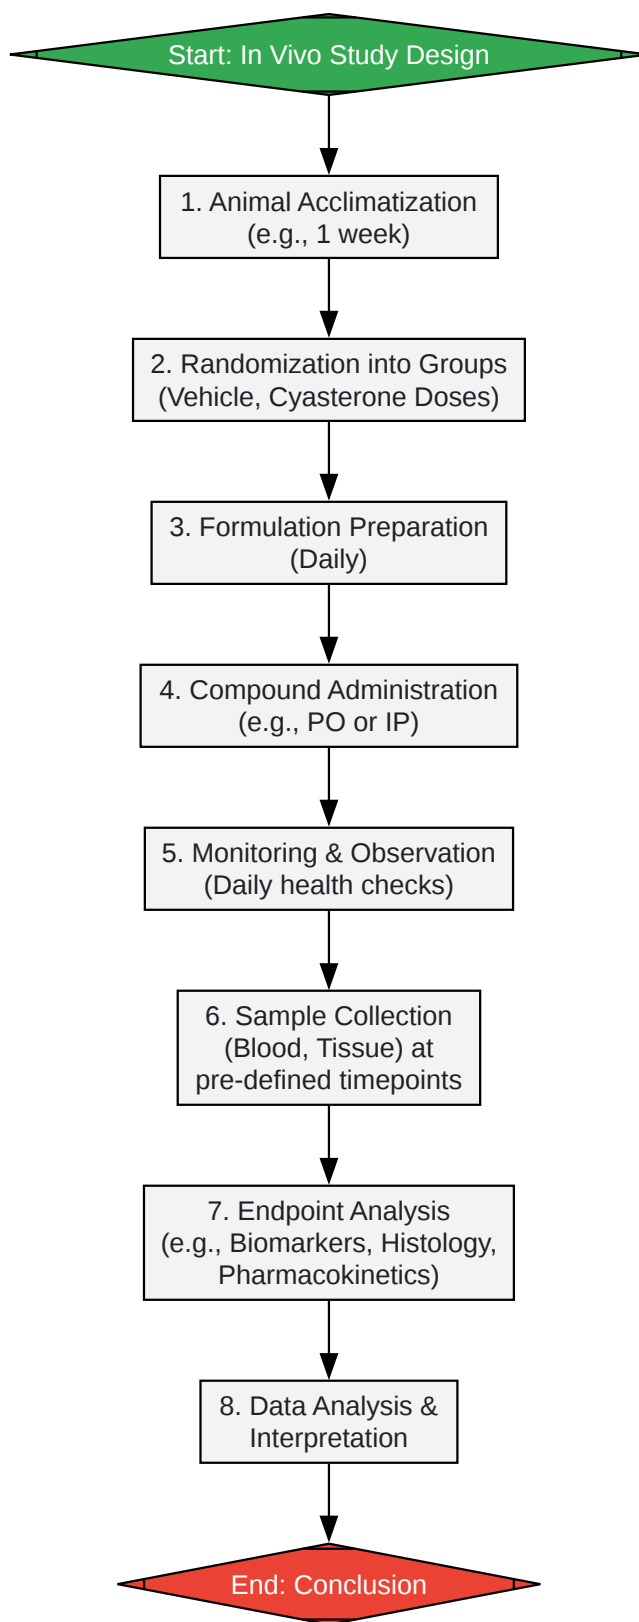 Start: In Vivo Study Design
1. Animal Acclimatization
(e.g., 1 week)
2. Randomization into Groups
(Vehicle, Cyasterone Doses)
3. Formulation Preparation
(Daily)
4. Compound Administration
(e.g., PO or IP)
5. Monitoring & Observation
(Daily health checks)
6. Sample Collection
(Blood, Tissue) at
pre-defined timepoints
7. Endpoint Analysis
(e.g., Biomarkers, Histology,
Pharmacokinetics)
8. Data Analysis &
Interpretation
End: Conclusion